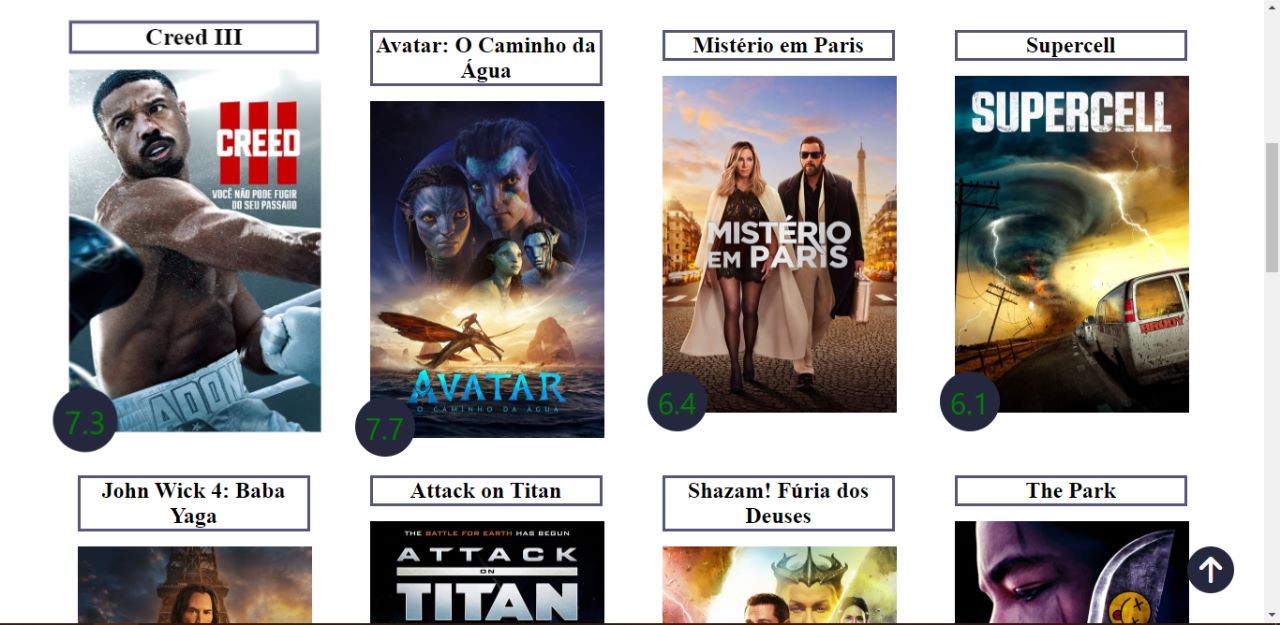 Creed III
Avatar: O Caminho da
Água
Mistério em Paris
Supercell
III
CREED
VOCÊ NÃO PODE FUGIR
DO SEU PASSADO
ADON
7.3
AVATAR
O CAMINHO DA ÁGUA
7.7
MISTÉRIO
EM PARIS
6.4
SUPERCELL
6.1
John Wick 4: Baba
Yaga
Attack on Titan
Shazam! Fúria dos
Deuses
The Park
THE BATTLE FOR EARTH HAS BEGUN
ATTACK
ON
TITAN